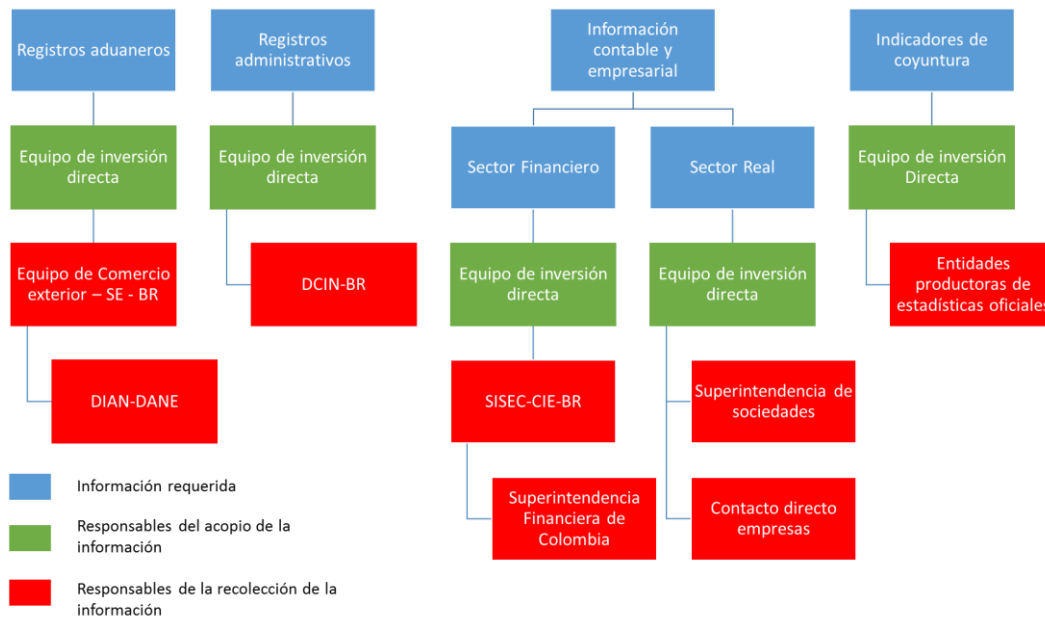 Registros aduaneros
Registros
administrativos
Información
contable y
empresarial
Indicadores de
coyuntura
Equipo de inversión
directa
Equipo de inversión
directa
Sector Financiero
Sector Real
Equipo de inversión
Directa
Equipo de Comercio
exterior – SE - BR
DCIN-BR
Equipo de inversión
directa
Equipo de inversión
directa
Entidades
productoras de
estadísticas oficiales
DIAN-DANE
SISEC-CIE-BR
Superintendencia de
sociedades
Superintendencia
Financiera de
Colombia
Contacto directo
empresas
Información requerida
Responsables del acopio de la
información
Responsables de la recolección de la
información